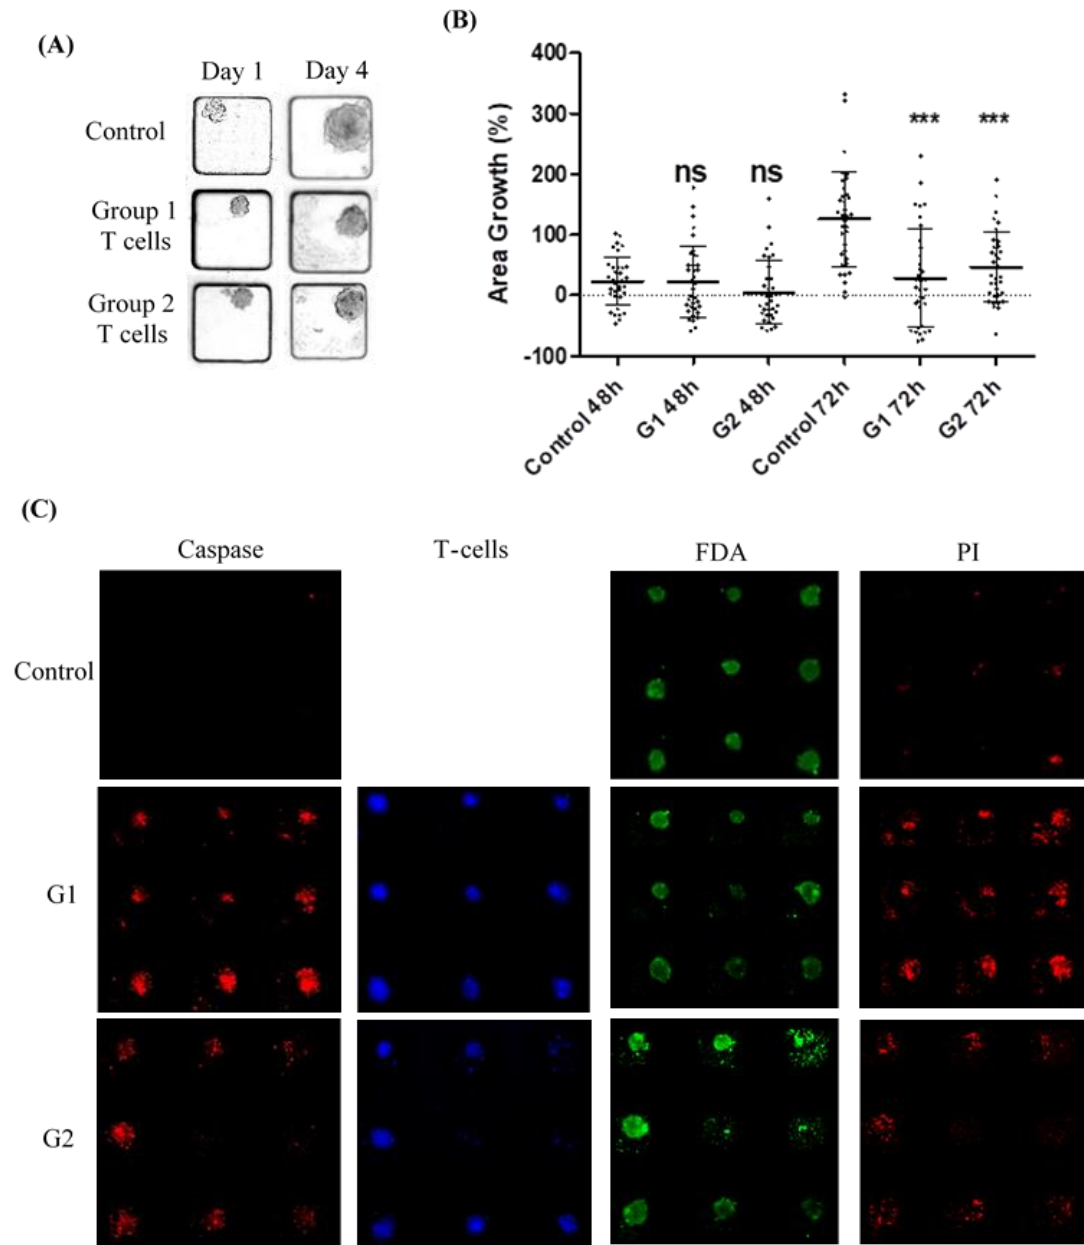 (A)
Day 1 Day 4
Control
Group 1
T cells
Group 2
T cells
(B)
Area Growth (%)
400
300
200
100
0
-100
ns ns *** ***
Control 48h
G1 48h
G2 48h
Control 72h
G1 72h
G2 72h
(C)
Caspase T-cells FDA PI
Control
G1
G2